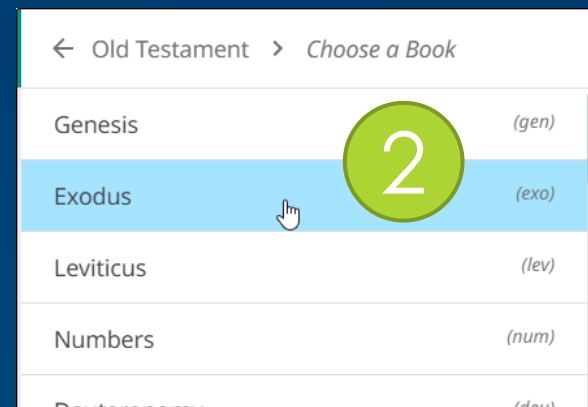 ← Old Testament > Choose a Book
Genesis (gen)
2
Exodus (exo)
Leviticus (lev)
Numbers (num)